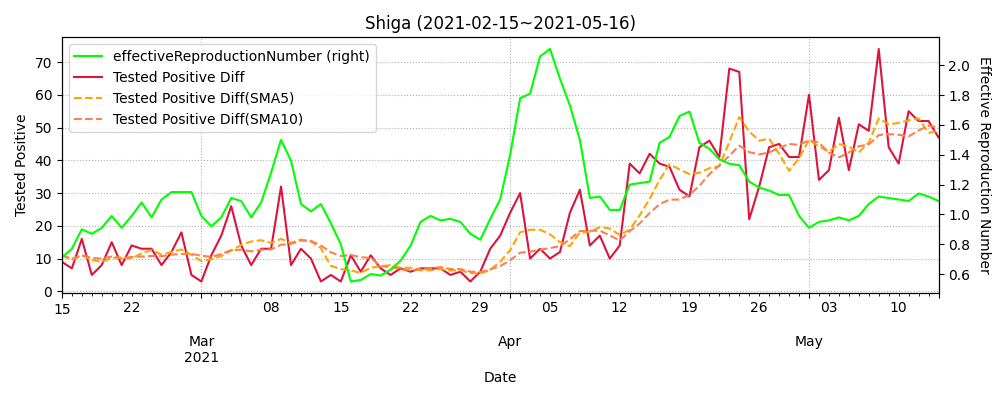 Shiga (2021-02-15~2021-05-16)
effectiveReproductionNumber (right)
Tested Positive Diff
Tested Positive Diff(SMA5)
Tested Positive Diff(SMA10)
Tested Positive
70
60
50
40
30
20
10
0
2.0
1.8
1.6
1.4
1.2
1.0
0.8
0.6
Effective Reproduction Number
15 22 08 15 22 29 05 12 19 26 03 10
Mar Apr May
2021
Date